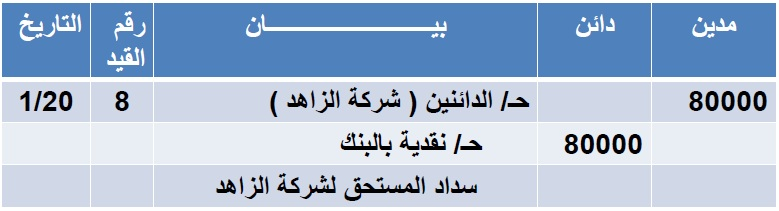 مدين دائن بيـــــــــــــــــــــــان رقم القيد التاريخ
80000 حـ/ الدائنين ( شركة الزاهد ) 8 1/20
80000 حـ/ نقدية بالبنك
سداد المستحق لشركة الزاهد